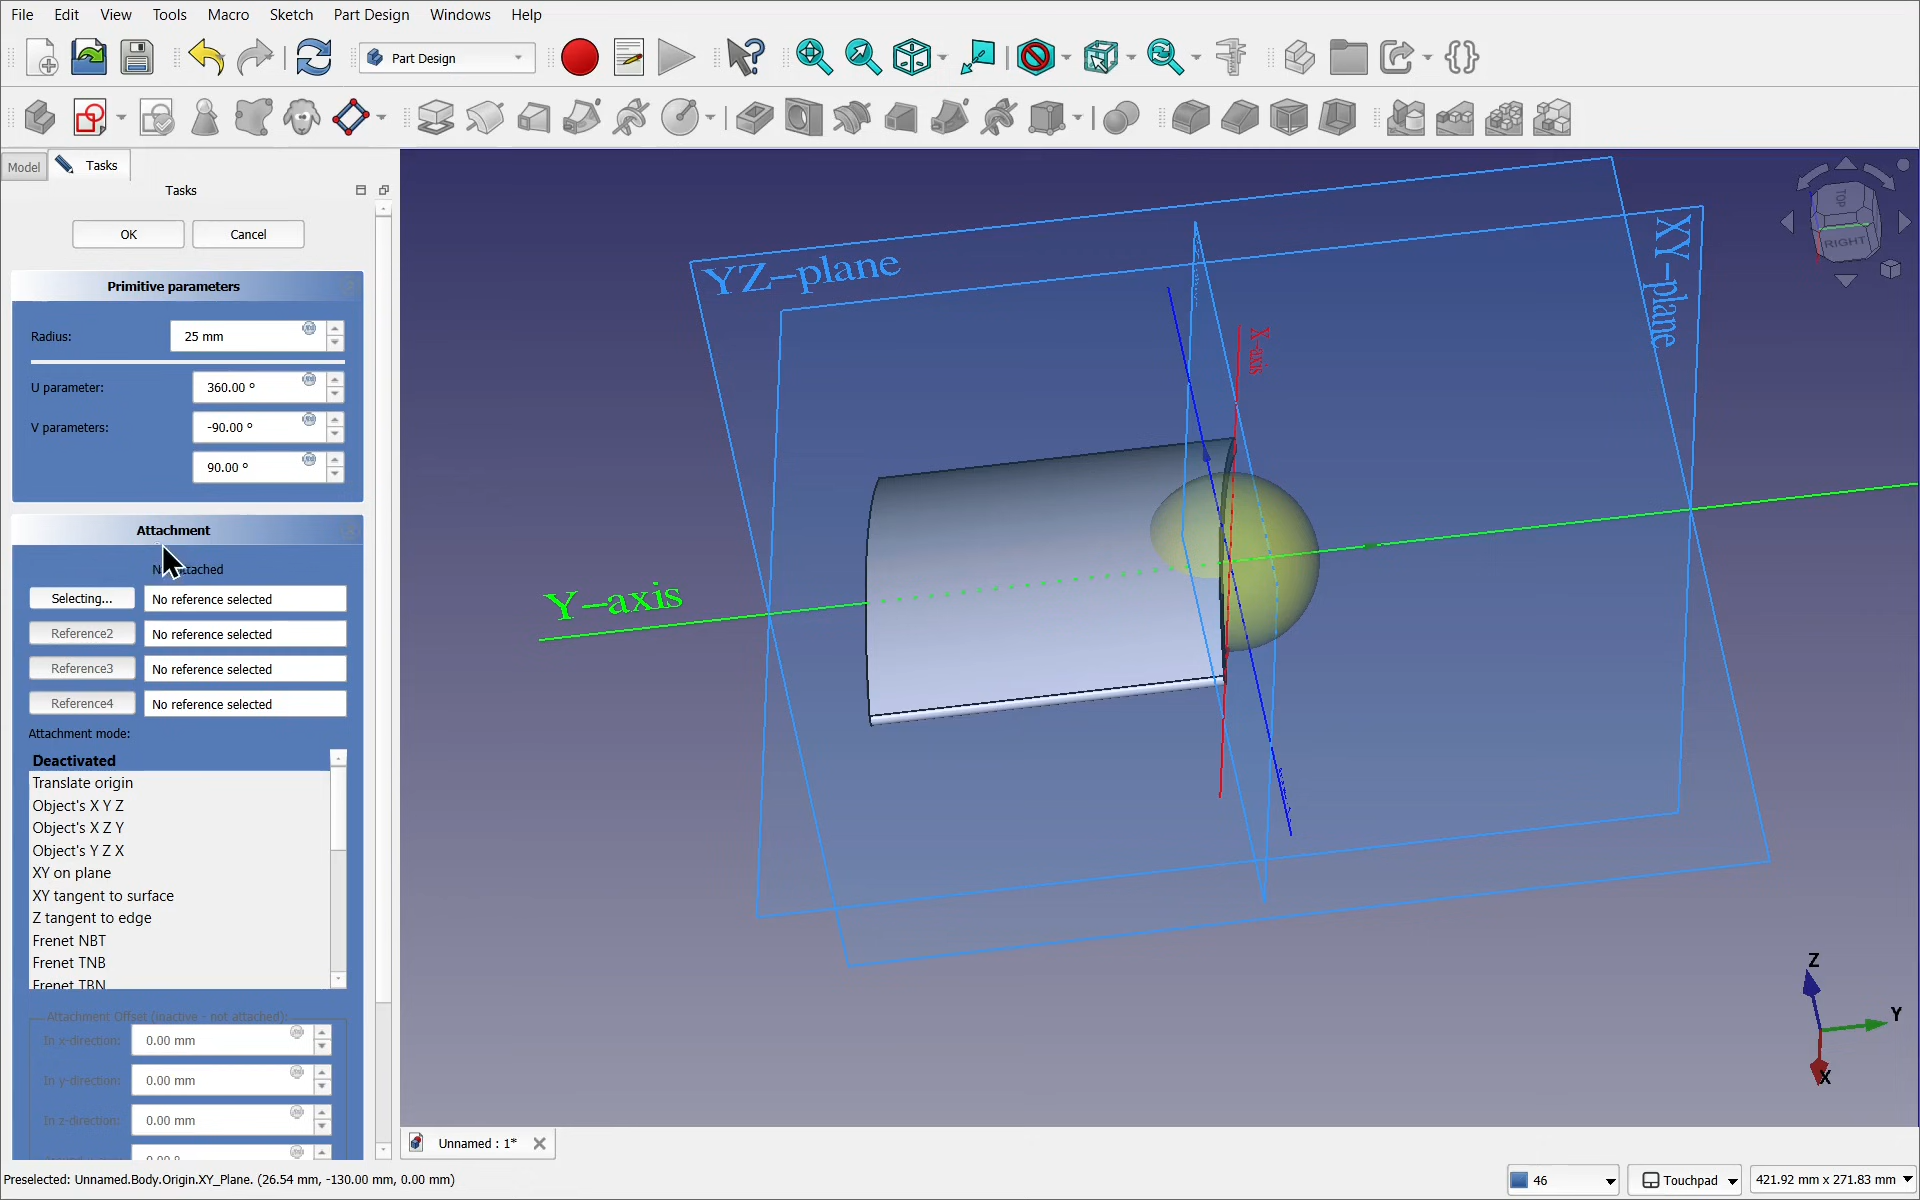 File Edit View Tools Macro Sketch Part Design Windows Help
Part Design
Model Tasks
Tasks
OK Cancel
Primitive parameters
Radius: 25 mm
U parameter: 360.00 °
V parameters: -90.00 °
90.00 °
Attachment
Selecting... No reference selected
Reference2 No reference selected
Reference3 No reference selected
Reference4 No reference selected
Attachment mode:
Deactivated
Translate origin
Object's X Y Z
Object's X Z Y
Object's Y Z X
XY on plane
XY tangent to surface
Z tangent to edge
Frenet NBT
Frenet TNB
Frenet TBN
Attachment Offset (inactive - not attached):
In x-direction: 0.00 mm
In y-direction: 0.00 mm
In z-direction: 0.00 mm
YZ-plane
XY-plane
X-axis
Y-axis
TOP
RIGHT
Z
Y
X
Unnamed : 1*
Preselected: Unnamed.Body.Origin.XY_Plane. (26.54 mm, -130.00 mm, 0.00 mm)
46 Touchpad 421.92 mm x 271.83 mm